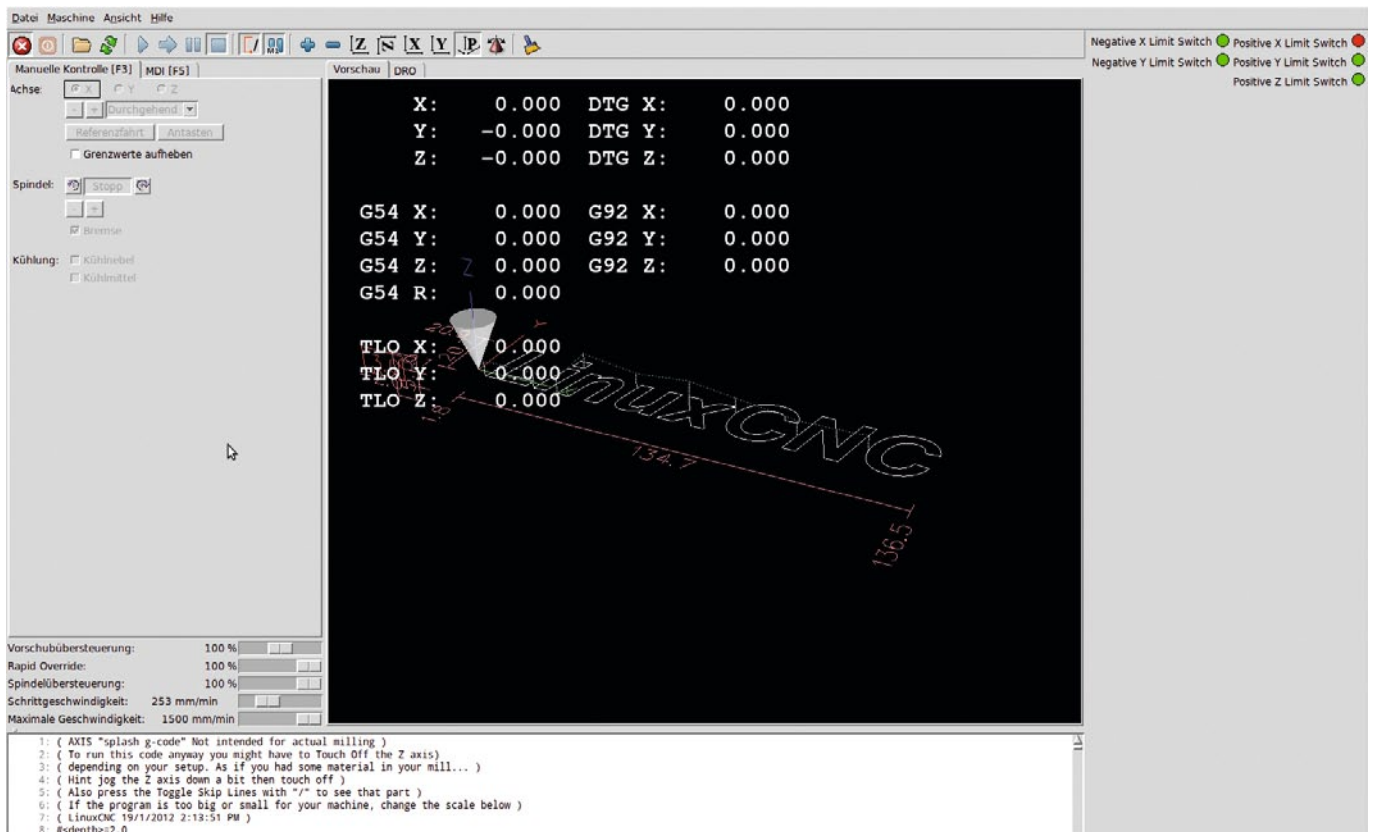 Datei Maschine Ansicht Hilfe
Negative X Limit Switch Positive X Limit Switch
Negative Y Limit Switch Positive Y Limit Switch
Positive Z Limit Switch
Manuelle Kontrolle [F3] MDI [F5]
Achse: X Y Z
- + Durchgehend
Referenzfahrt Antasten
Grenzwerte aufheben
Spindel: Stopp
- +
Bremse
Kühlung: Kühlnebel
Kühlmittel
Vorschau DRO
X: 0.000 DTG X: 0.000
Y: -0.000 DTG Y: 0.000
Z: -0.000 DTG Z: 0.000
G54 X: 0.000 G92 X: 0.000
G54 Y: 0.000 G92 Y: 0.000
G54 Z: 0.000 G92 Z: 0.000
G54 R: 0.000
TLO X: 0.000
TLO Y: 0.000
TLO Z: 0.000
Z
Y
LinuxCNC
134.7
136.5
Vorschubübersteuerung: 100 %
Rapid Override: 100 %
Spindelübersteuerung: 100 %
Schrittgeschwindigkeit: 253 mm/min
Maximale Geschwindigkeit: 1500 mm/min
1: ( AXIS "splash g-code" Not intended for actual milling )
2: ( To run this code anyway you might have to Touch Off the Z axis)
3: ( depending on your setup. As if you had some material in your mill... )
4: ( Hint jog the Z axis down a bit then touch off )
5: ( Also press the Toggle Skip Lines with "/" to see that part )
6: ( If the program is too big or small for your machine, change the scale below )
7: ( LinuxCNC 19/1/2012 2:13:51 PM )
8: #<depth>=2.0